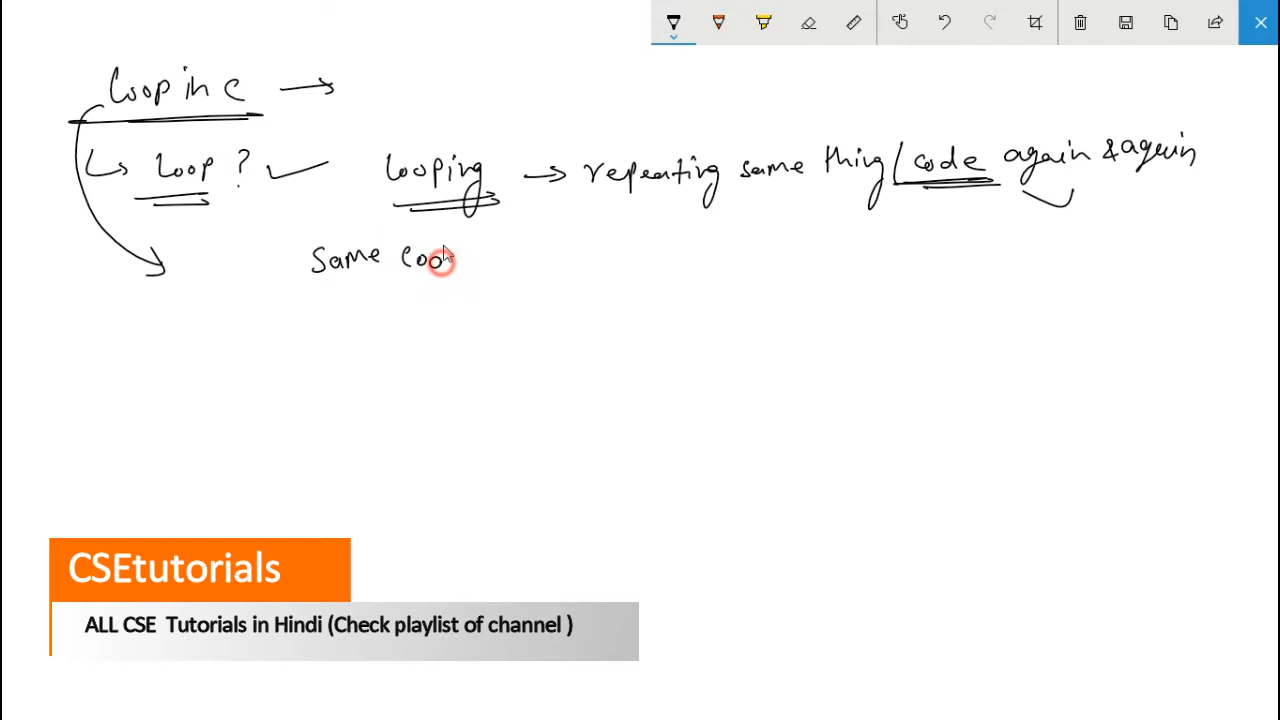 Loop in C →
↳ Loop? ✓ Looping → repeating same thing / code again & again
Same
CSEtutorials
ALL CSE Tutorials in Hindi (Check playlist of channel )